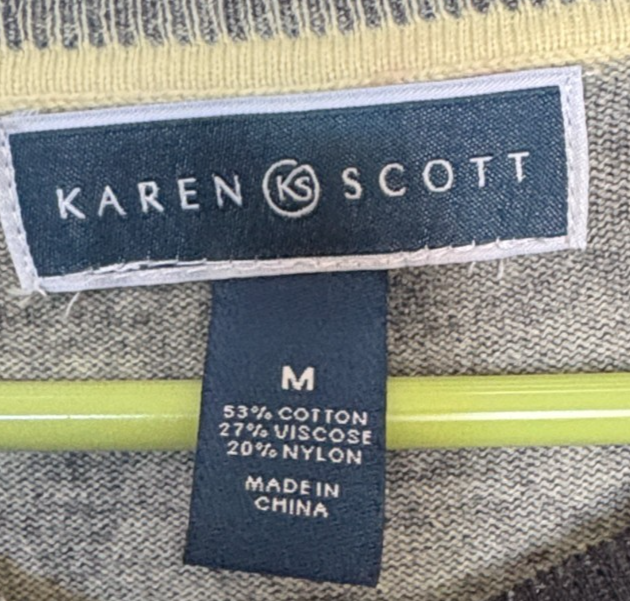 KAREN KS SCOTT
M
53% COTTON
27% VISCOSE
20% NYLON
MADE IN
CHINA